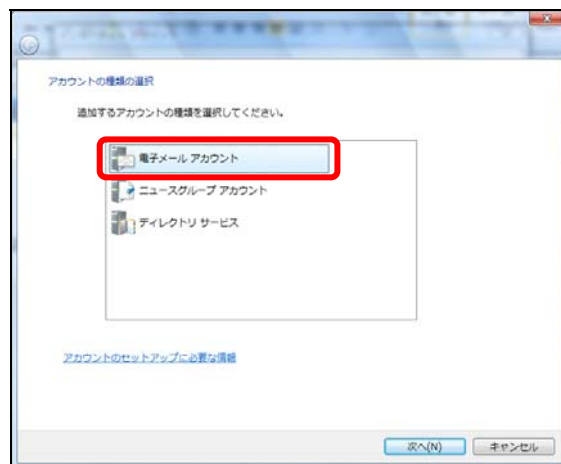 アカウントの種類の選択
追加するアカウントの種類を選択してください。
電子メール アカウント
ニュースグループ アカウント
ディレクトリ サービス
アカウントのセットアップに必要な情報
次へ(N)
キャンセル